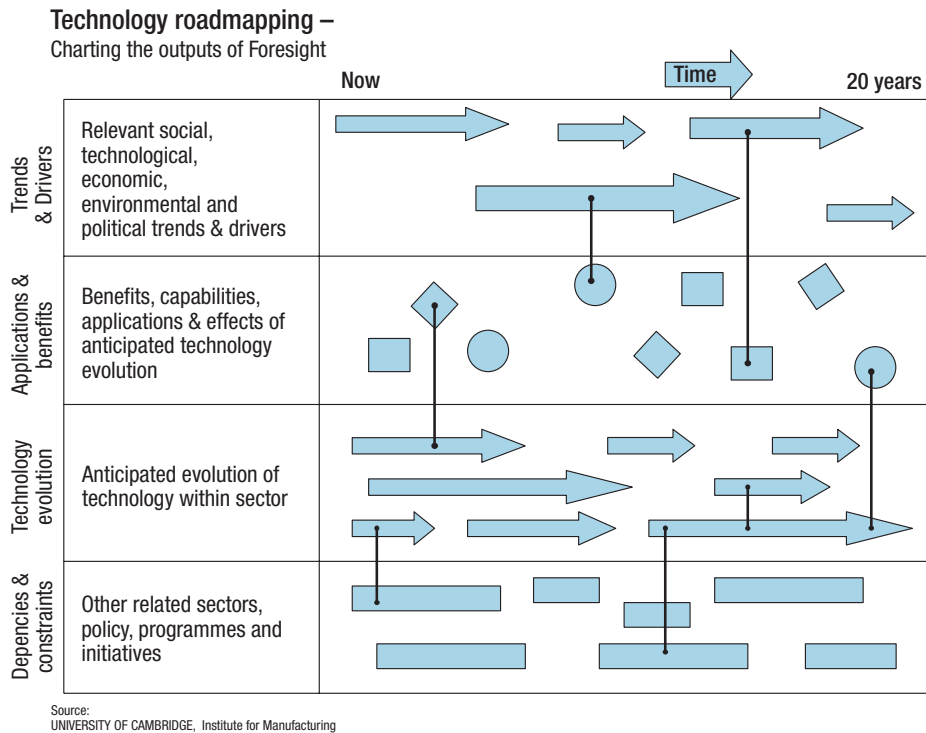 Technology roadmapping –
Charting the outputs of Foresight
Now
Time
20 years
Trends
& Drivers
Relevant social,
technological,
economic,
environmental and
political trends & drivers
Applications &
benefits
Benefits, capabilities,
applications & effects of
anticipated technology
evolution
Technology
evolution
Anticipated evolution of
technology within sector
Depencies &
constraints
Other related sectors,
policy, programmes and
initiatives
Source:
UNIVERSITY OF CAMBRIDGE, Institute for Manufacturing